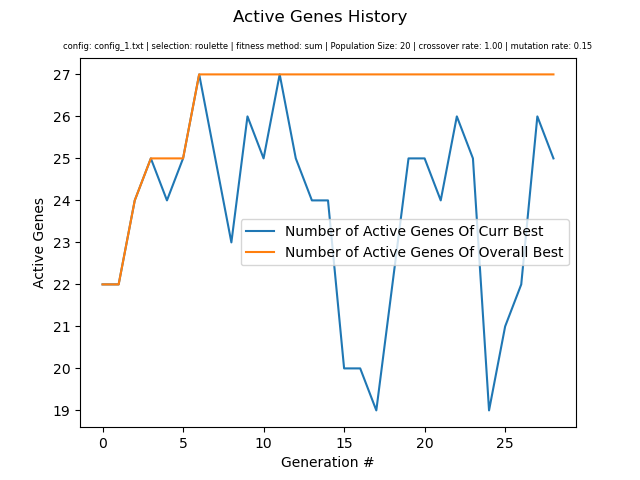 Active Genes History
config: config_1.txt | selection: roulette | fitness method: sum | Population Size: 20 | crossover rate: 1.00 | mutation rate: 0.15
27
26
25
24
23
22
21
20
19
Active Genes
Number of Active Genes Of Curr Best
Number of Active Genes Of Overall Best
0 5 10 15 20 25
Generation #